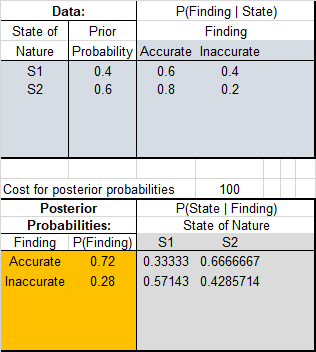 Data: P(Finding | State)
State of Prior Finding
Nature Probability Accurate Inaccurate
S1 0.4 0.6 0.4
S2 0.6 0.8 0.2
Cost for posterior probabilities 100
Posterior P(State | Finding)
Probabilities: State of Nature
Finding P(Finding) S1 S2
Accurate 0.72 0.33333 0.6666667
Inaccurate 0.28 0.57143 0.4285714